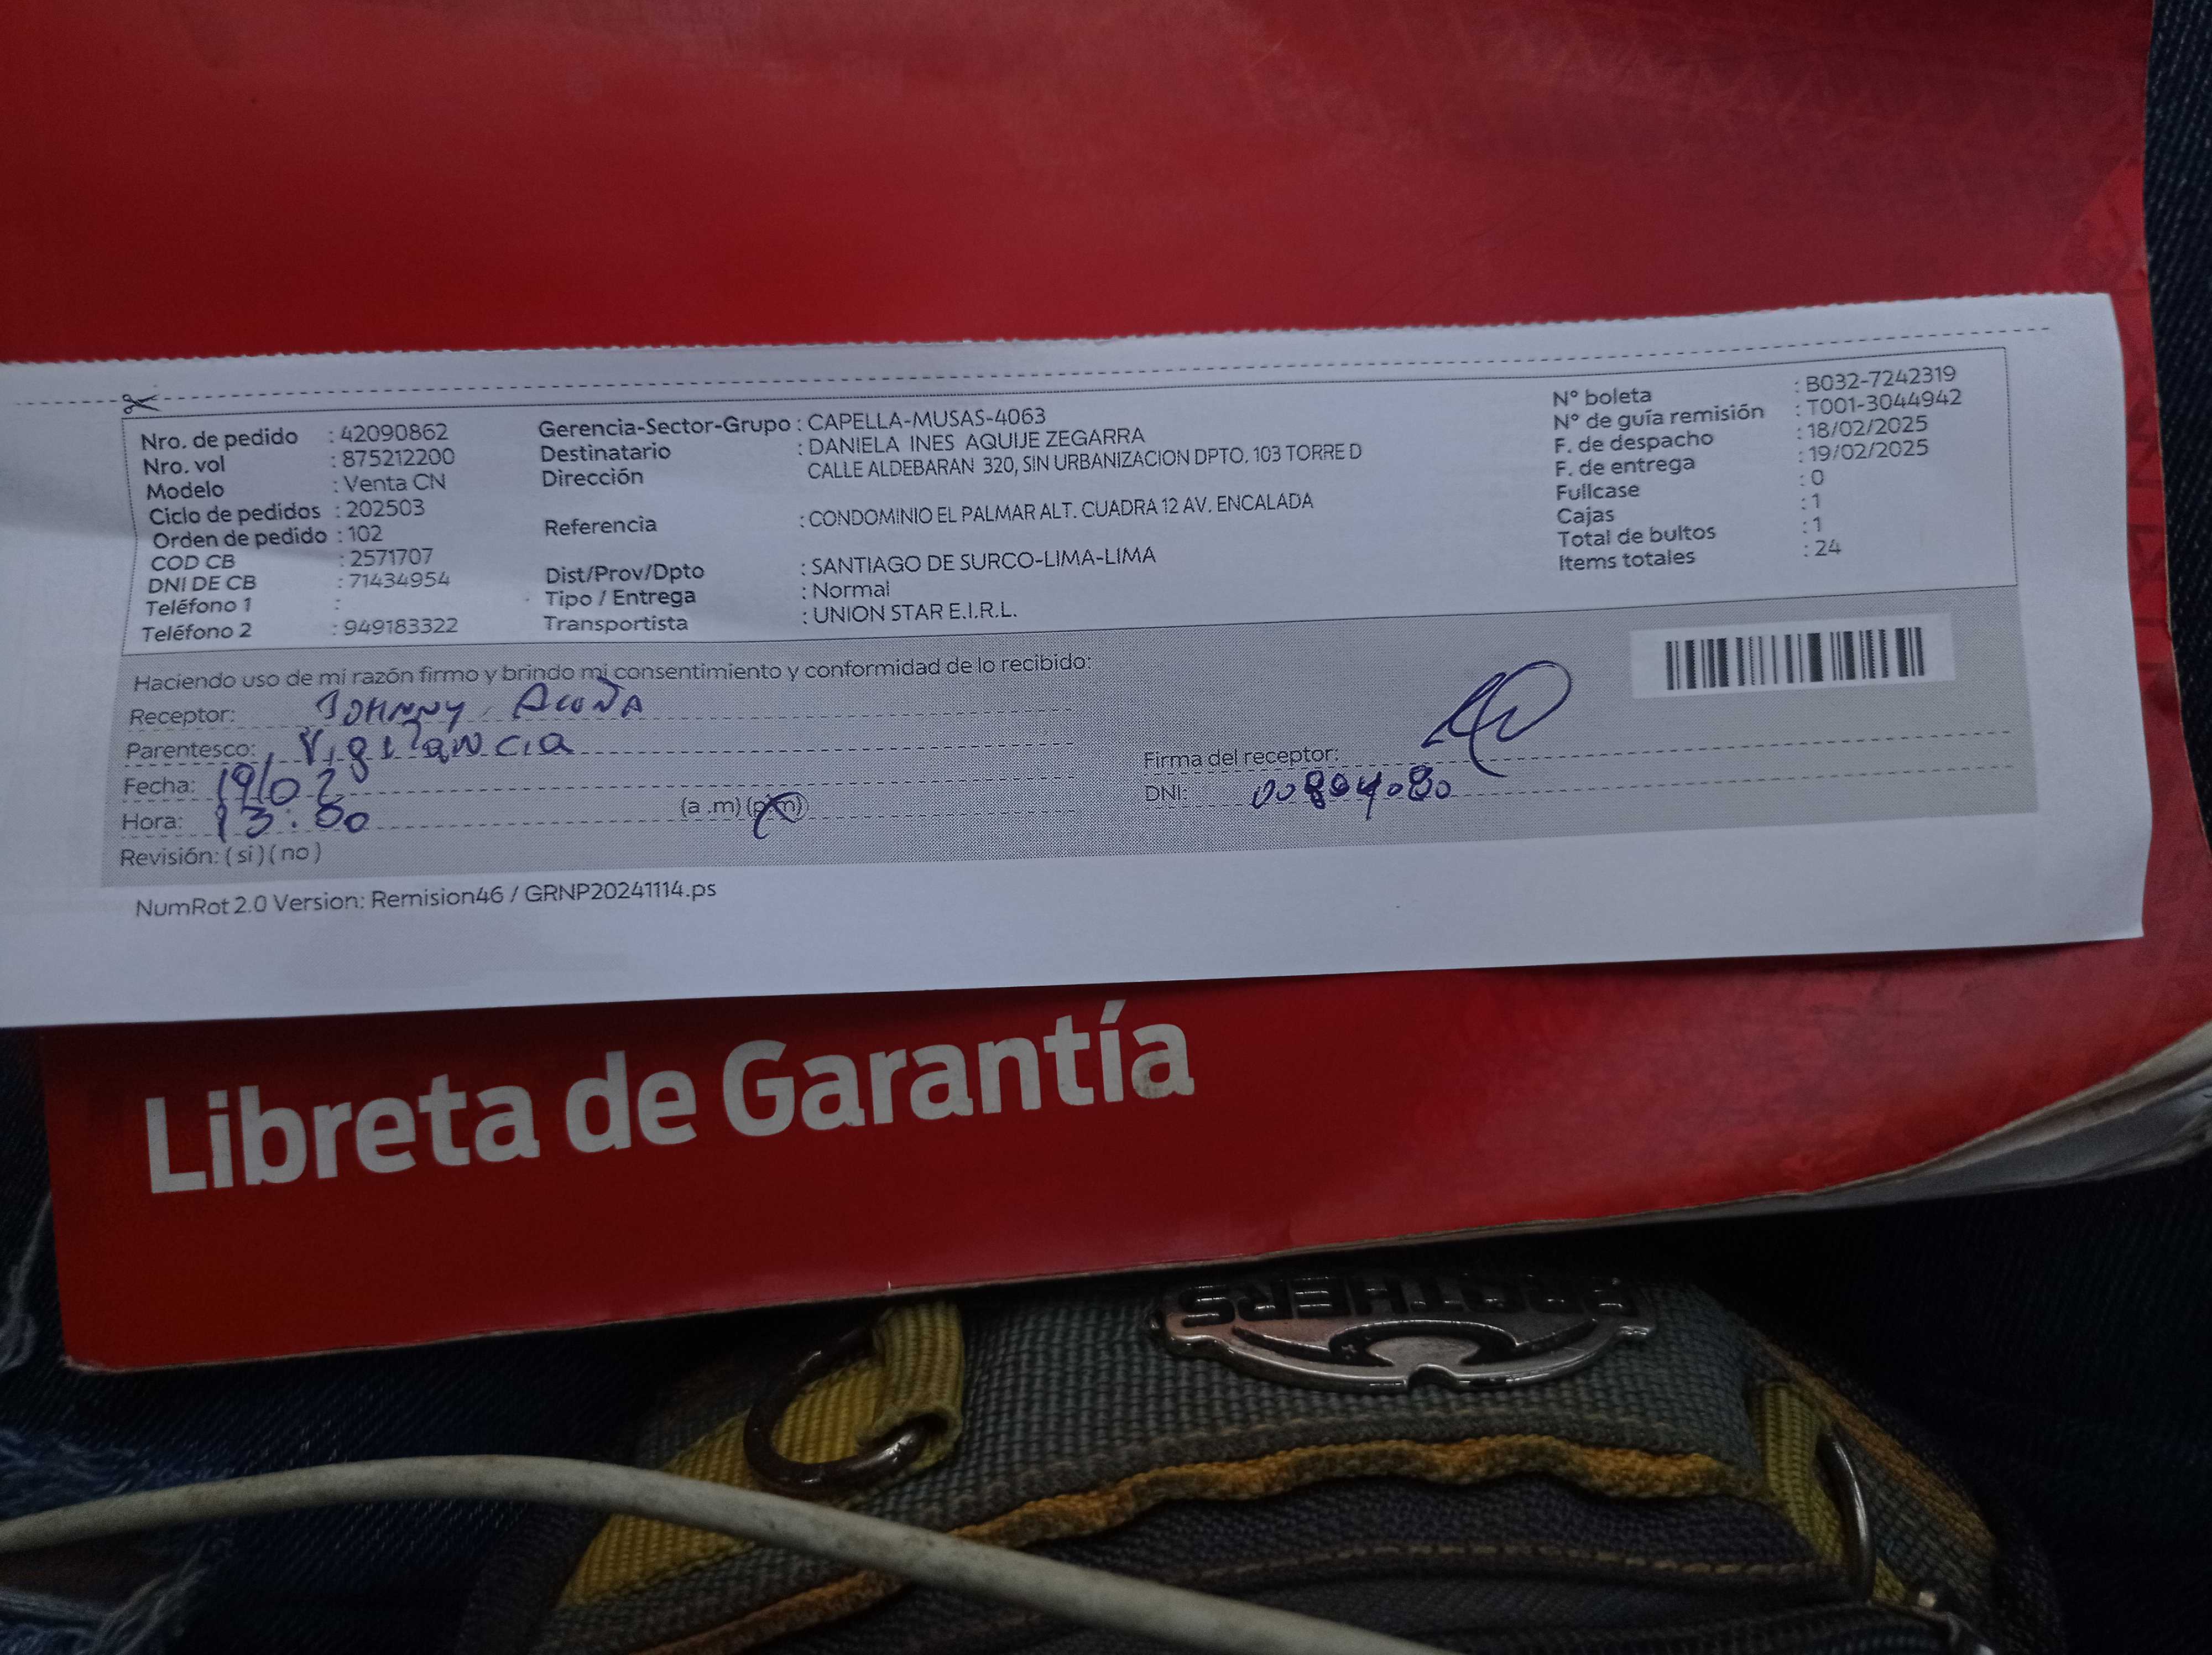 Nro. de pedido : 42090862
Nro. vol : 875212200
Modelo : Venta CN
Ciclo de pedidos : 202503
Orden de pedido : 102
COD CB : 2571707
DNI DE CB : 71434954
Teléfono 1 :
Teléfono 2 : 949183322
Gerencia-Sector-Grupo : CAPELLA-MUSAS-4063
Destinatario : DANIELA INES AQUIJE ZEGARRA
Dirección CALLE ALDEBARAN 320, SIN URBANIZACION DPTO. 103 TORRE D
Referencia : CONDOMINIO EL PALMAR ALT. CUADRA 12 AV. ENCALADA
Dist/Prov/Dpto : SANTIAGO DE SURCO-LIMA-LIMA
Tipo / Entrega : Normal
Transportista : UNION STAR E.I.R.L.
N° boleta : B032-7242319
N° de guía remisión : T001-3044942
F. de despacho : 18/02/2025
F. de entrega : 19/02/2025
Fullcase : 0
Cajas : 1
Total de bultos : 1
Items totales : 24
Haciendo uso de mi razón firmo y brindo mi consentimiento y conformidad de lo recibido:
Receptor: JOHNNY ACUÑA
Parentesco: Vigilancia
Fecha: 19/02
Hora: 13: (a .m) (p.m)
Revisión: ( si ) ( no )
Firma del receptor:
DNI:
NumRot 2.0 Version: Remision46 / GRNP20241114.ps
Libreta de Garantía
BROTHERS